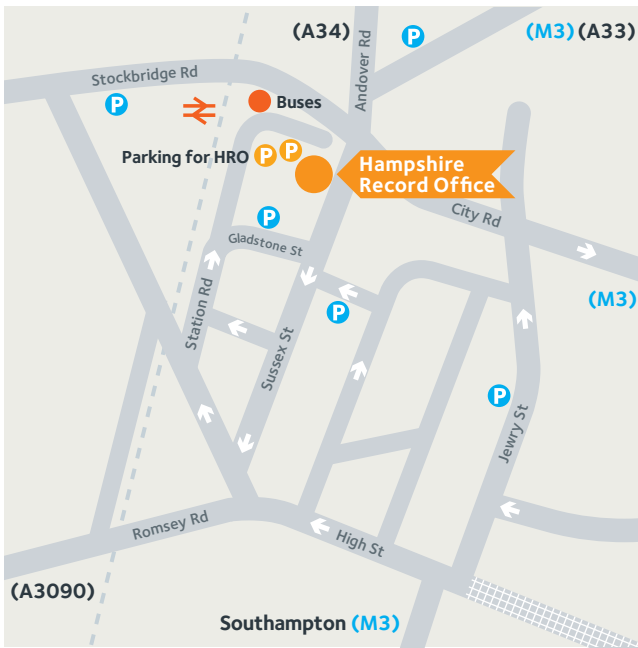 (A34)
(M3) (A33)
P
Andover Rd
Stockbridge Rd
P
Buses
Parking for HRO
P
P
Hampshire
Record Office
City Rd
P
Gladstone St
(M3)
Station Rd
P
Sussex St
P
Jewry St
Romsey Rd
High St
(A3090)
Southampton (M3)